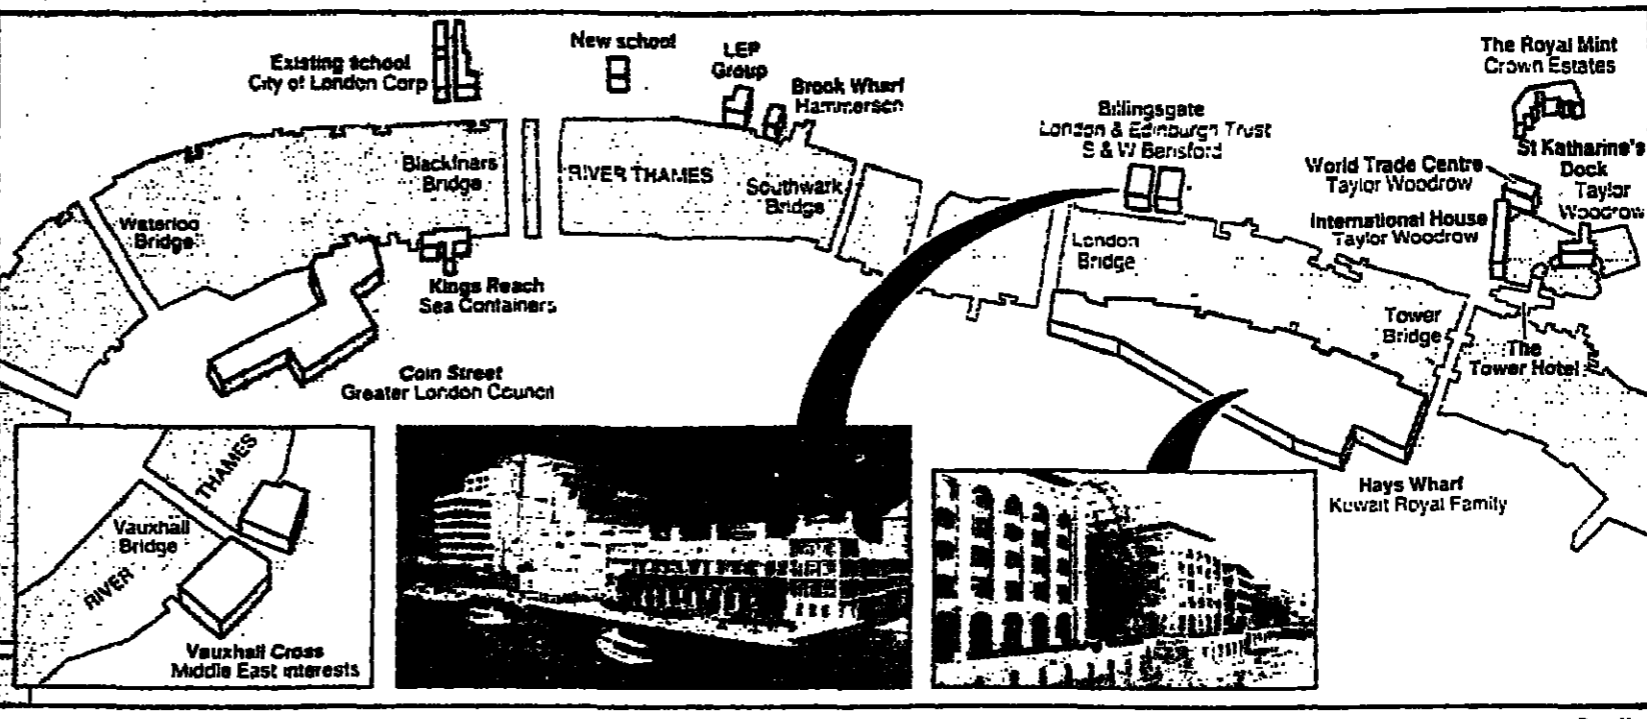 Existing school
City of London Corp
New school
LEP
Group
Brook Wharf
Hammerson
Billingsgate
London & Edinburgh Trust
S & W Berisford
The Royal Mint
Crown Estates
St Katharine's
Dock
Taylor
Woodrow
World Trade Centre
Taylor Woodrow
International House
Taylor Woodrow
Blackfriars
Bridge
RIVER THAMES
Southwark
Bridge
Waterloo
Bridge
London
Bridge
Kings Reach
Sea Containers
Tower
Bridge
The
Tower Hotel
Coin Street
Greater London Council
Hays Wharf
Kuwait Royal Family
THAMES
Vauxhall
Bridge
RIVER
Vauxhall Cross
Middle East interests